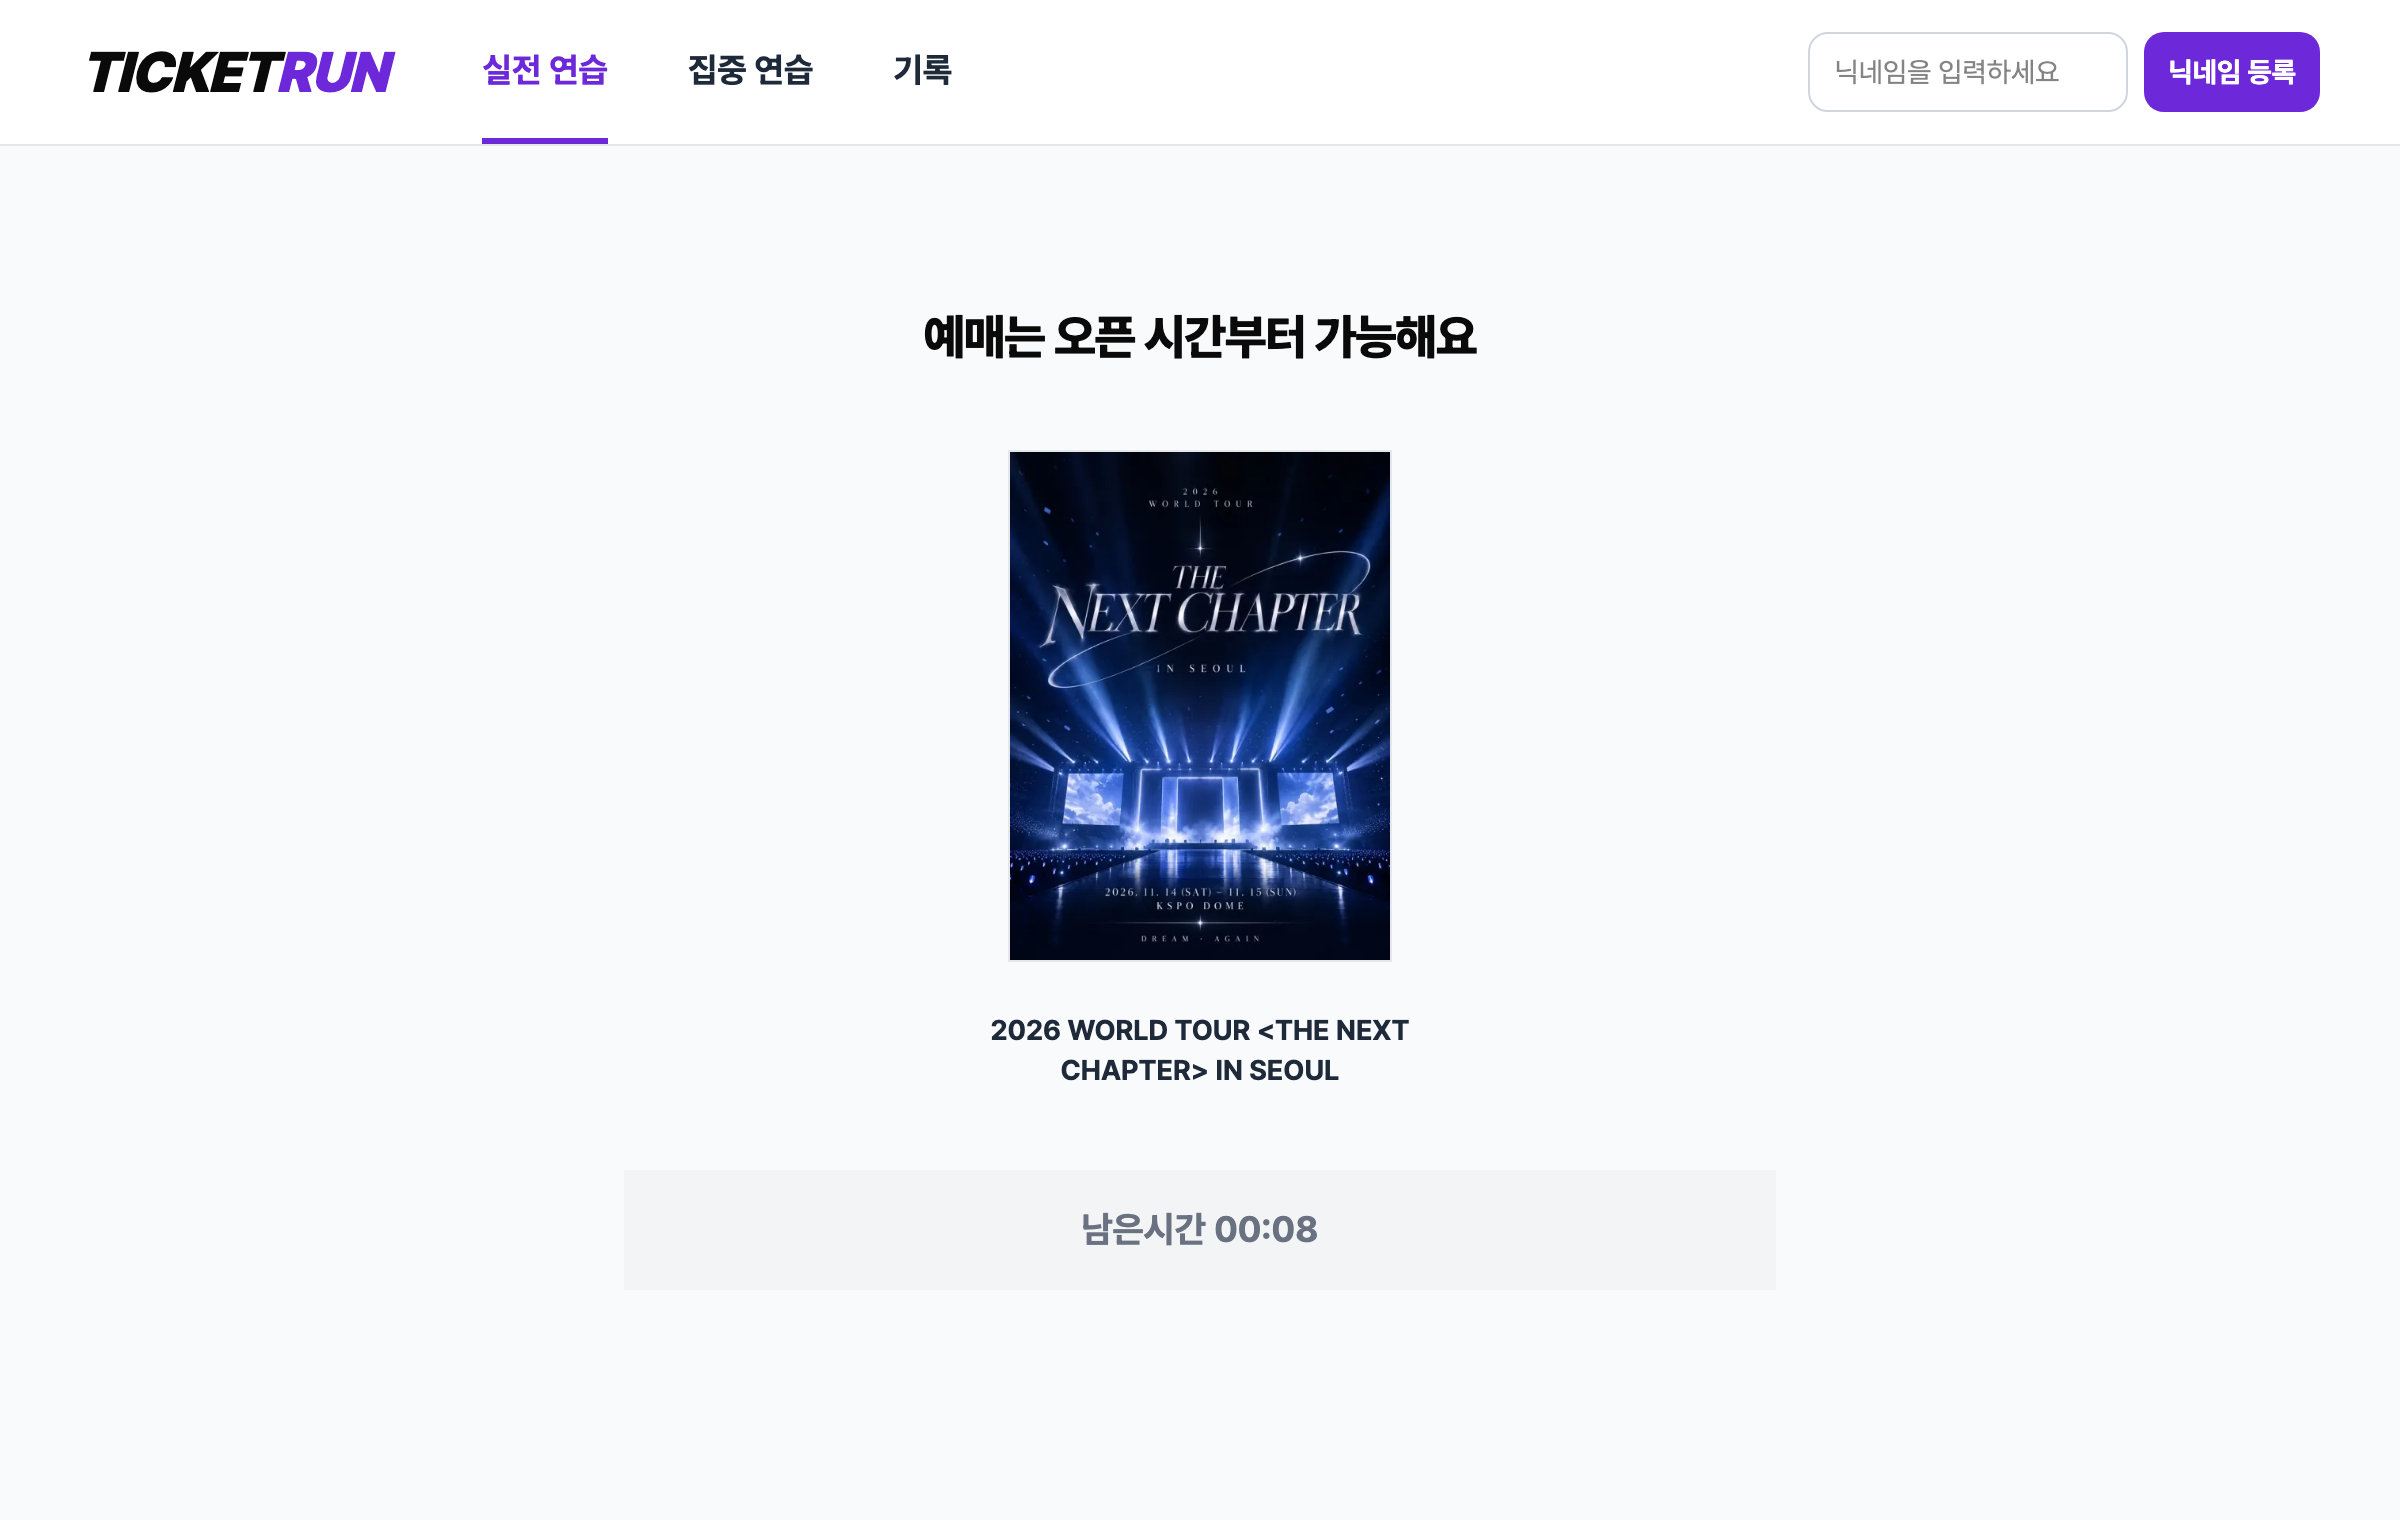 TICKETRUN
실전 연습
집중 연습
기록
닉네임을 입력하세요
닉네임 등록
예매는 오픈 시간부터 가능해요
2026
WORLD TOUR
THE
NEXT CHAPTER
IN SEOUL
2026. 11. 14 (SAT) – 11. 15 (SUN)
KSPO DOME
DREAM · AGAIN
2026 WORLD TOUR <THE NEXT
CHAPTER> IN SEOUL
남은시간 00:08